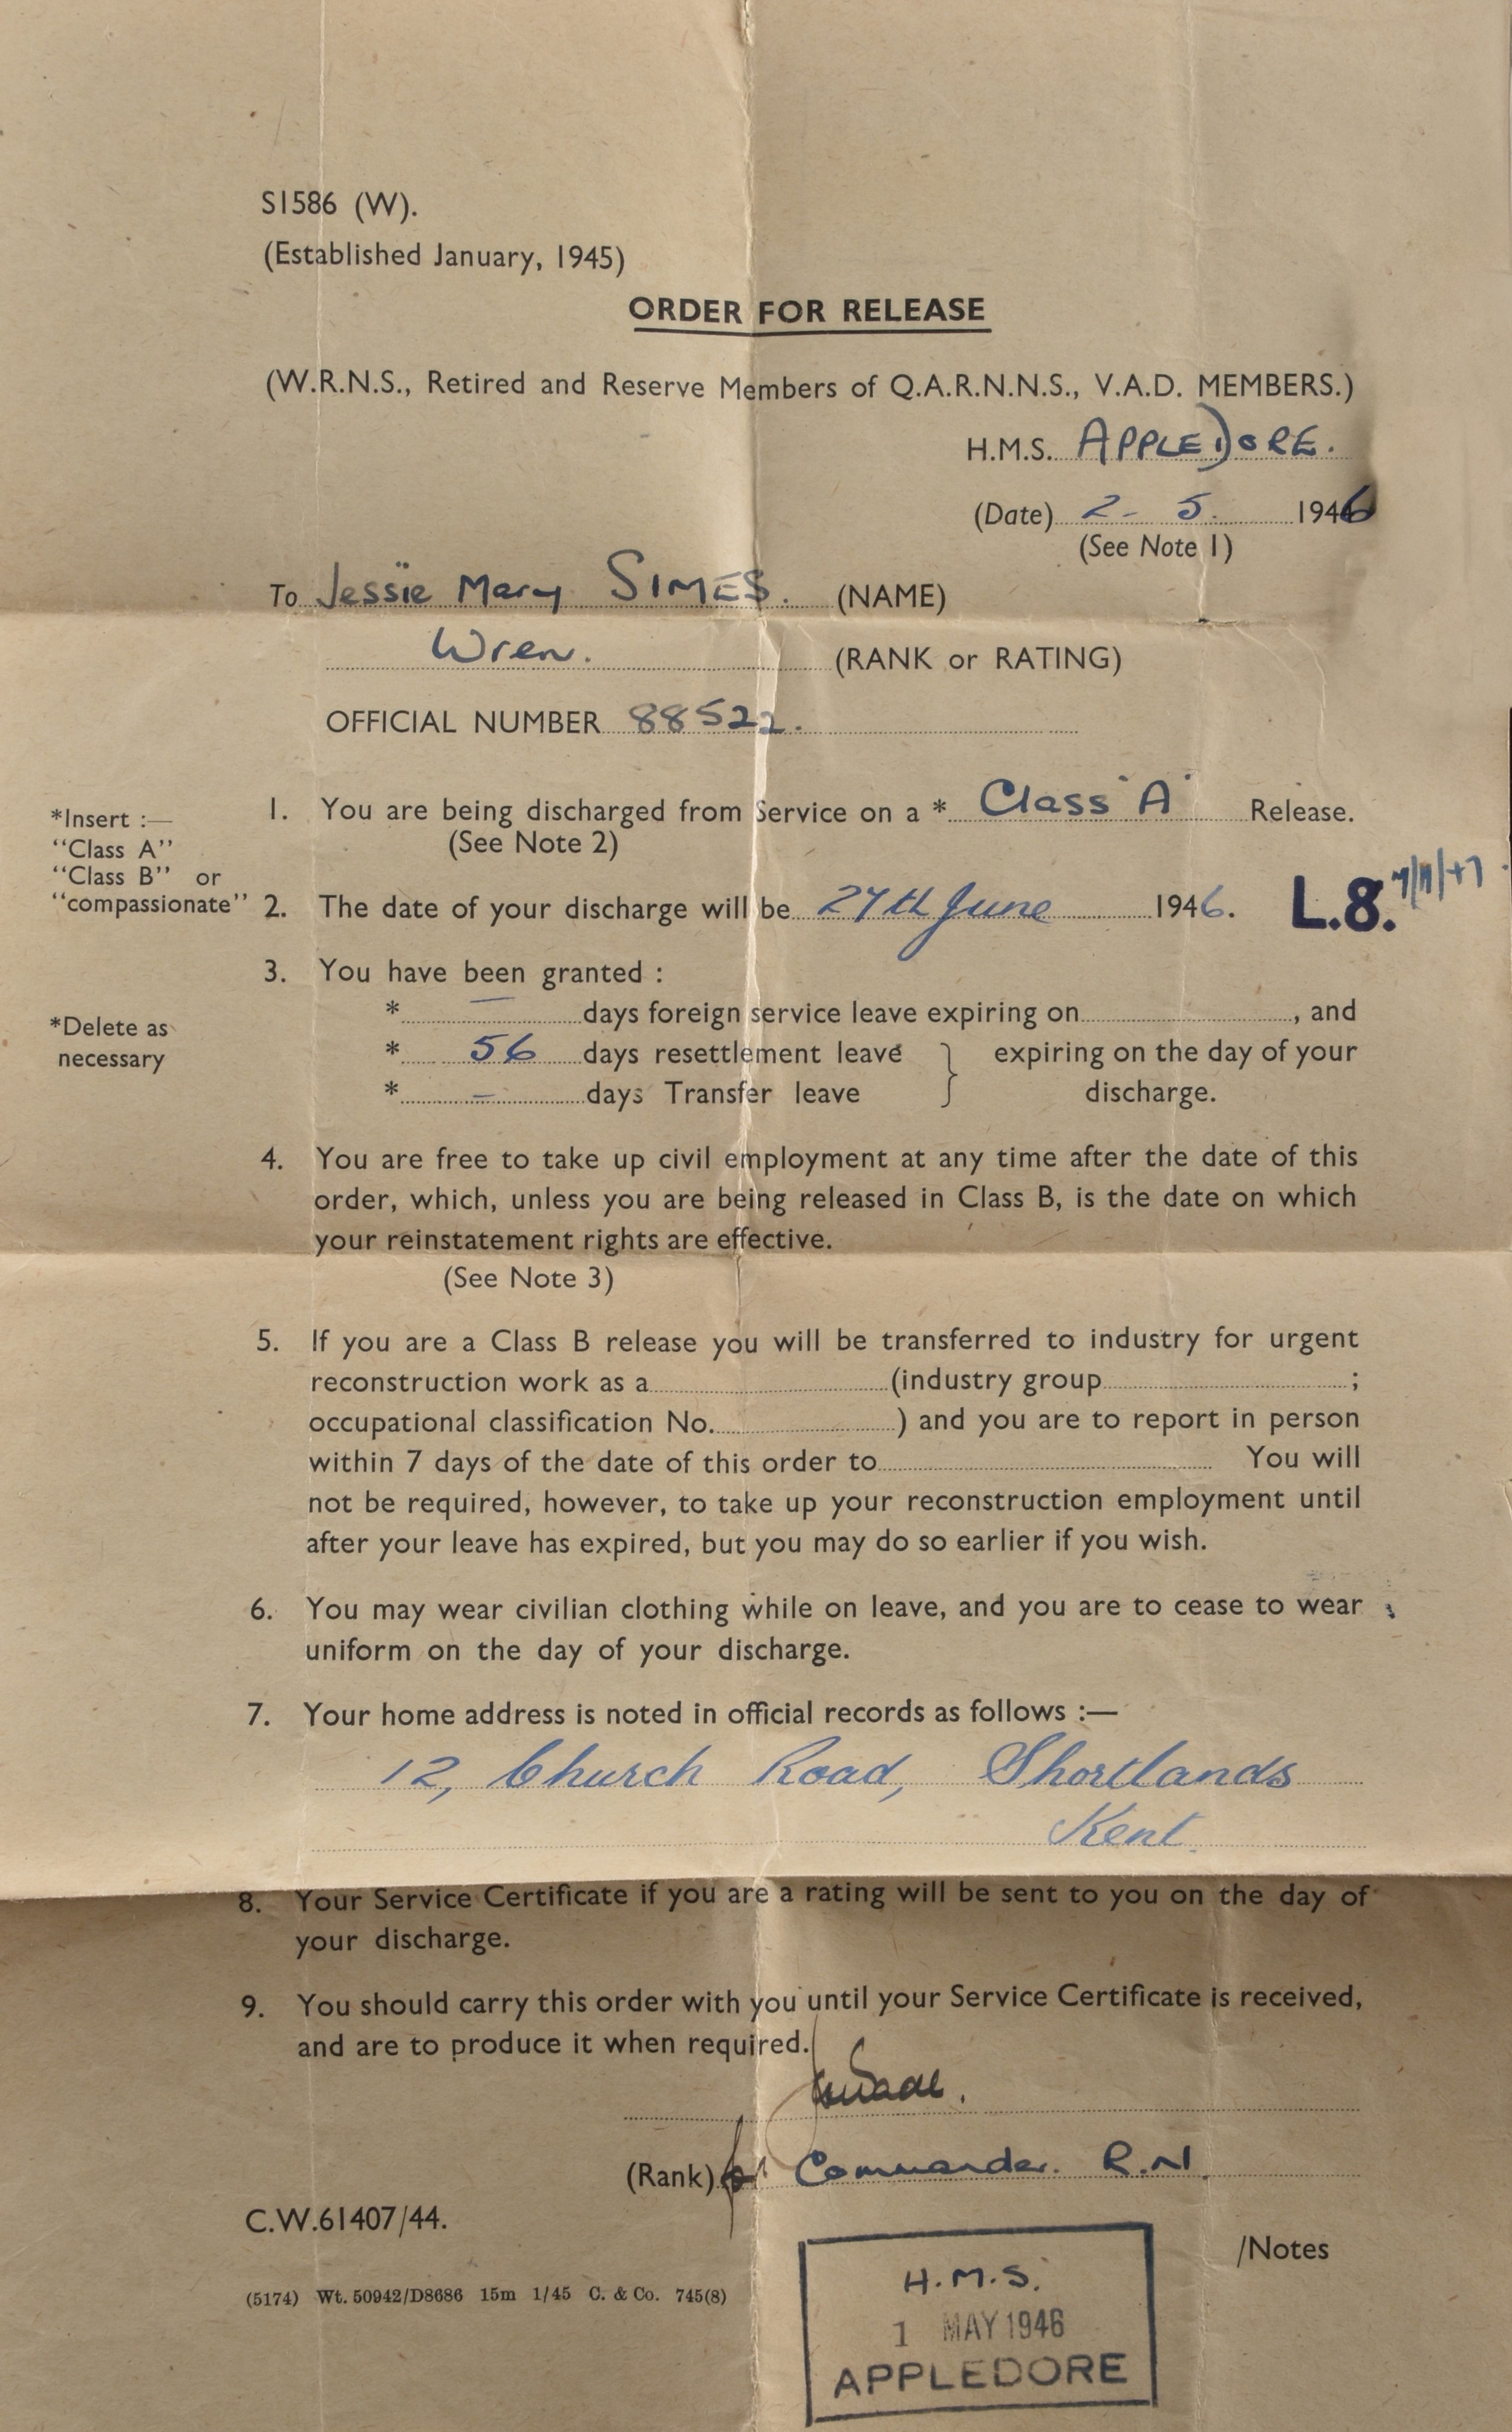 S1586 (W).
(Established January, 1945)
ORDER FOR RELEASE
(W.R.N.S., Retired and Reserve Members of Q.A.R.N.N.S., V.A.D. MEMBERS.)
H.M.S. APPLEDORE.
(Date) 2- 5. 1946
(See Note 1)
To Jessie Mary SIMES. (NAME)
Wren. (RANK or RATING)
OFFICIAL NUMBER 88522.
1. You are being discharged from Service on a * Class "A" Release.
(See Note 2)
*Insert :—
"Class A"
"Class B" or
"compassionate"
2. The date of your discharge will be 27th June 1946. L.8.
3. You have been granted :
* — days foreign service leave expiring on , and
*Delete as
necessary
* 56 days resettlement leave } expiring on the day of your
* – days Transfer leave discharge.
4. You are free to take up civil employment at any time after the date of this
order, which, unless you are being released in Class B, is the date on which
your reinstatement rights are effective.
(See Note 3)
5. If you are a Class B release you will be transferred to industry for urgent
reconstruction work as a (industry group ;
occupational classification No. ) and you are to report in person
within 7 days of the date of this order to You will
not be required, however, to take up your reconstruction employment until
after your leave has expired, but you may do so earlier if you wish.
6. You may wear civilian clothing while on leave, and you are to cease to wear
uniform on the day of your discharge.
7. Your home address is noted in official records as follows :—
12, Church Road, Shortlands
Kent.
8. Your Service Certificate if you are a rating will be sent to you on the day of
your discharge.
9. You should carry this order with you until your Service Certificate is received,
and are to produce it when required.
(Rank) for Commander. R.N.
C.W.61407/44.
/Notes
(5174) Wt. 50942/D8686 15m 1/45 C. & Co. 745(8)
H.M.S.
1 MAY 1946
APPLEDORE